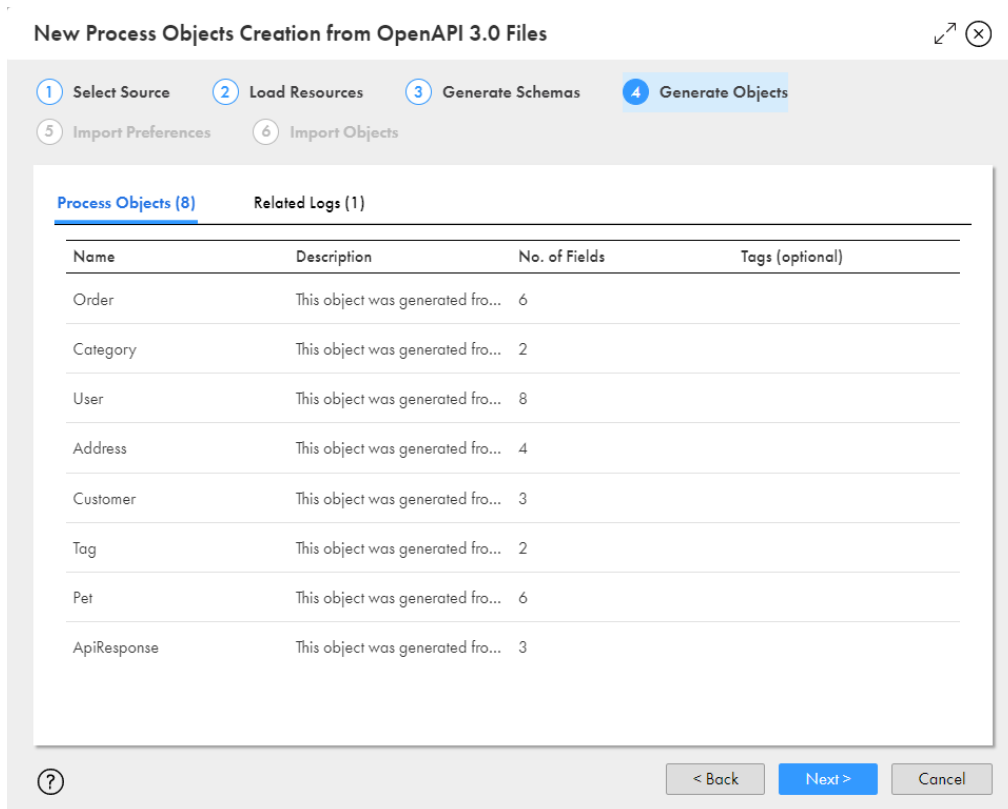 New Process Objects Creation from OpenAPI 3.0 Files
1 Select Source 2 Load Resources 3 Generate Schemas 4 Generate Objects
5 Import Preferences 6 Import Objects
Process Objects (8) Related Logs (1)
Name Description No. of Fields Tags (optional)
Order This object was generated fro... 6
Category This object was generated fro... 2
User This object was generated fro... 8
Address This object was generated fro... 4
Customer This object was generated fro... 3
Tag This object was generated fro... 2
Pet This object was generated fro... 6
ApiResponse This object was generated fro... 3
? < Back Next > Cancel